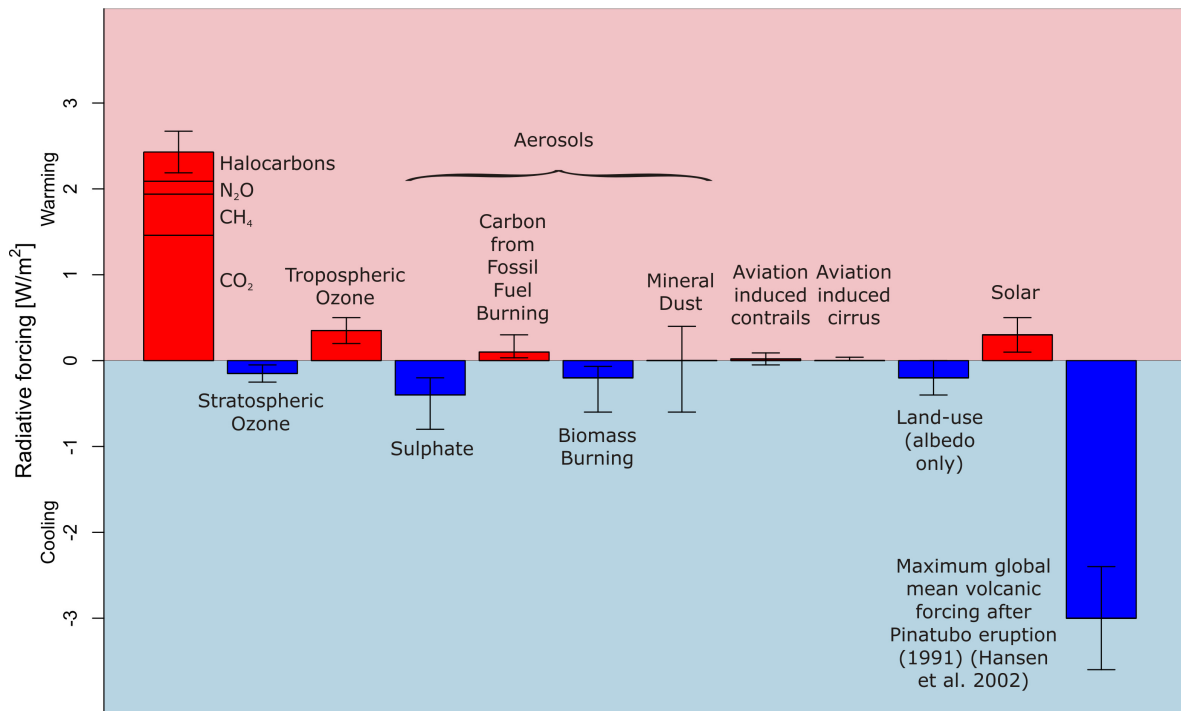 Radiative forcing [W/m²]
Warming
Cooling
3
2
1
0
-1
-2
-3
Halocarbons
N₂O
CH₄
CO₂
Stratospheric
Ozone
Tropospheric
Ozone
Aerosols
Sulphate
Carbon
from
Fossil
Fuel
Burning
Biomass
Burning
Mineral
Dust
Aviation
induced
contrails
Aviation
induced
cirrus
Land-use
(albedo
only)
Solar
Maximum global
mean volcanic
forcing after
Pinatubo eruption
(1991) (Hansen
et al. 2002)